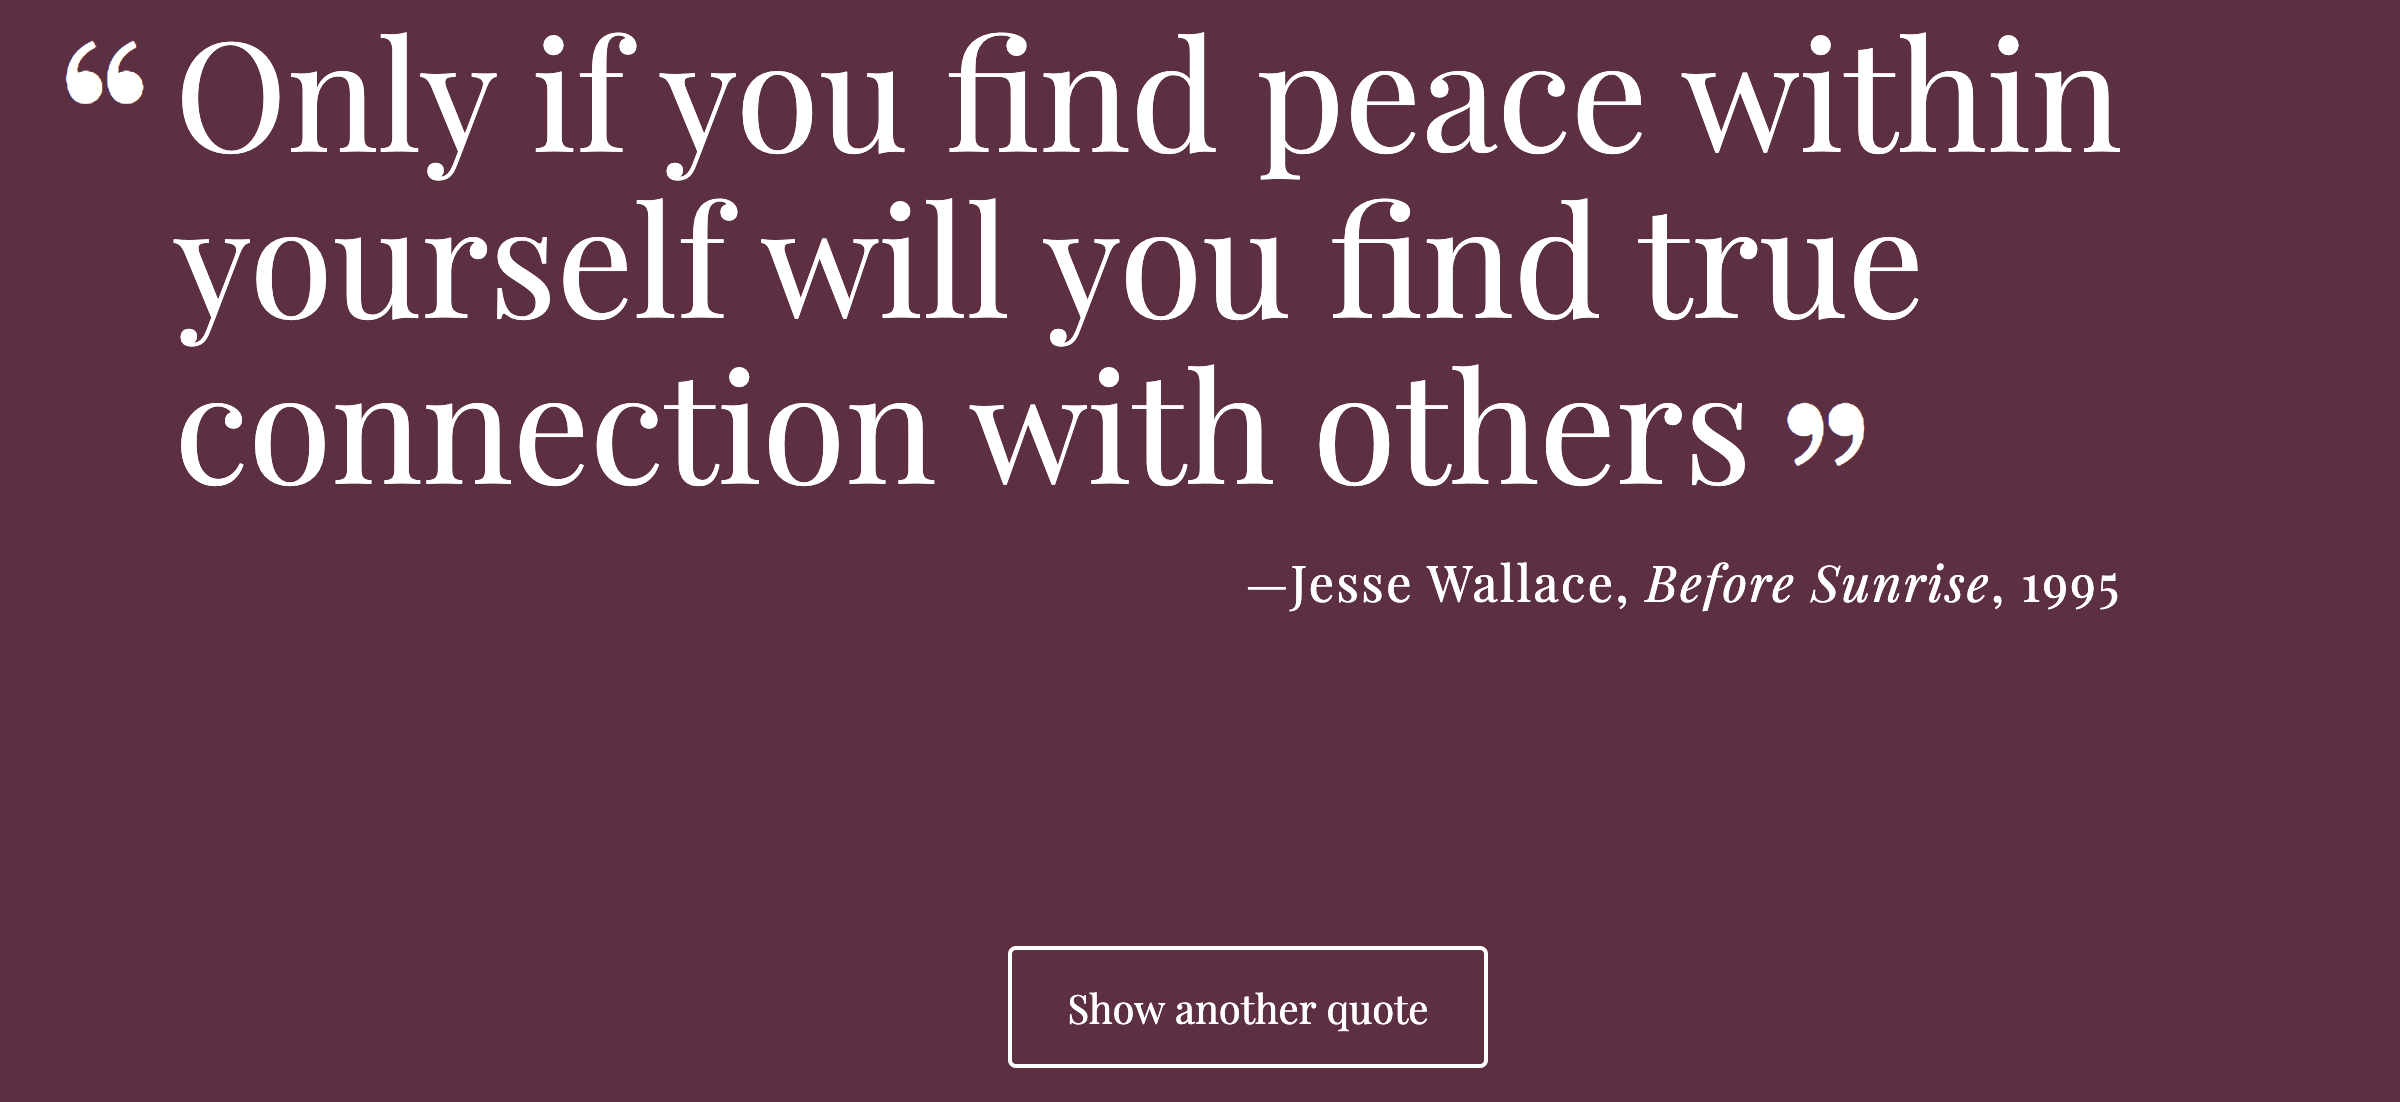 “Only if you find peace within
yourself will you find true
connection with others”
—Jesse Wallace, Before Sunrise, 1995
Show another quote